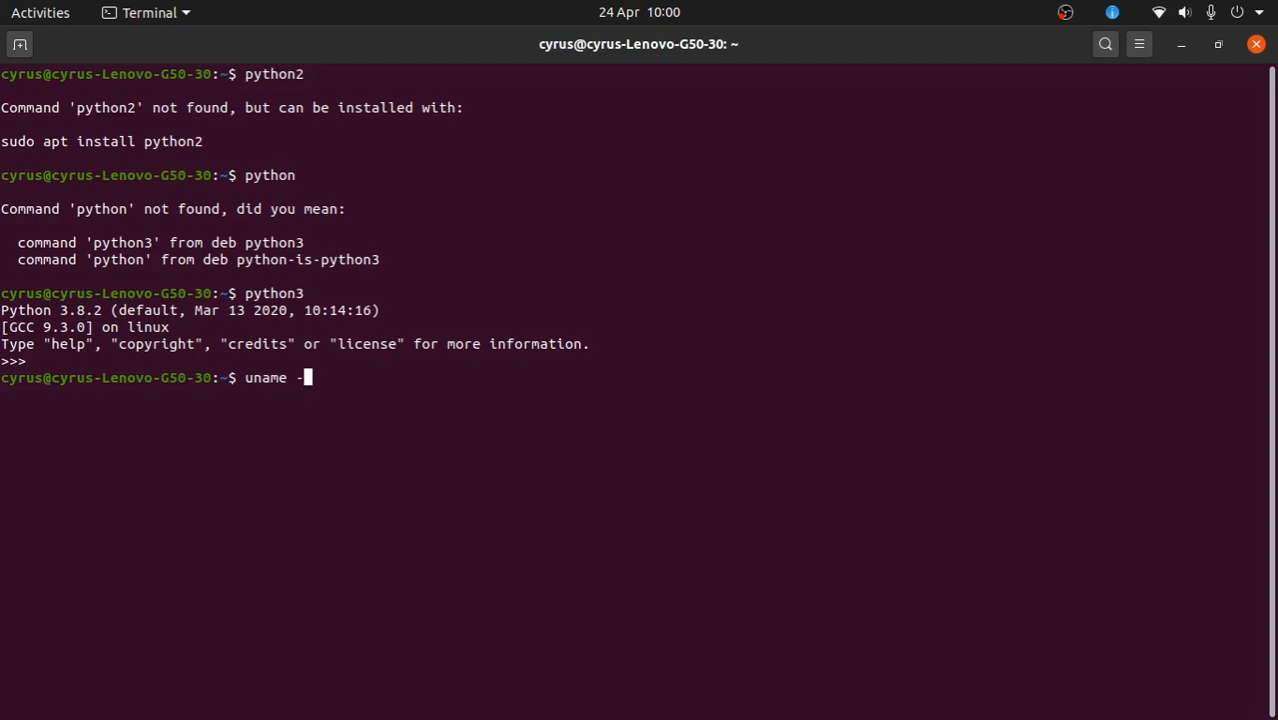 Activities Terminal 24 Apr 10:00
cyrus@cyrus-Lenovo-G50-30: ~
cyrus@cyrus-Lenovo-G50-30:~$ python2
Command 'python2' not found, but can be installed with:
sudo apt install python2
cyrus@cyrus-Lenovo-G50-30:~$ python
Command 'python' not found, did you mean:
command 'python3' from deb python3
command 'python' from deb python-is-python3
cyrus@cyrus-Lenovo-G50-30:~$ python3
Python 3.8.2 (default, Mar 13 2020, 10:14:16)
[GCC 9.3.0] on linux
Type "help", "copyright", "credits" or "license" for more information.
>>>
cyrus@cyrus-Lenovo-G50-30:~$ uname -